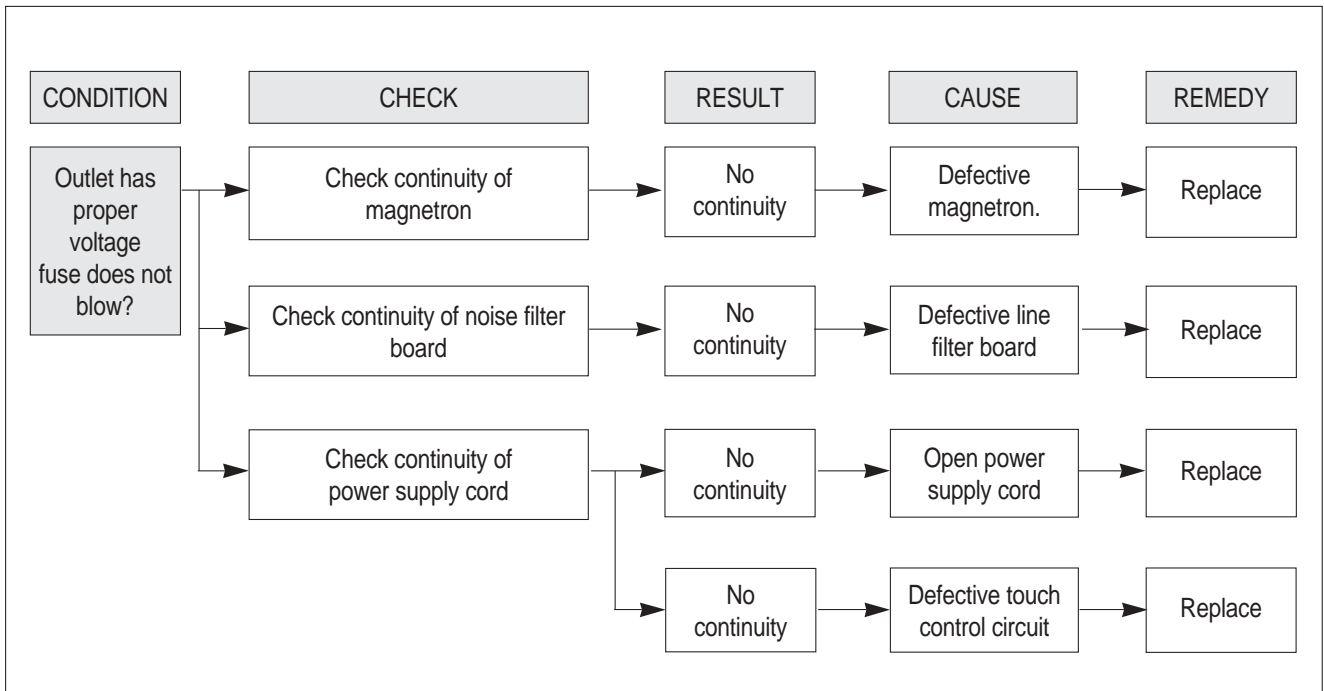 CONDITION
CHECK
RESULT
CAUSE
REMEDY
Outlet has
proper
voltage
fuse does not
blow?
Check continuity of
magnetron
No
continuity
Defective
magnetron.
Replace
Check continuity of noise filter
board
No
continuity
Defective line
filter board
Replace
Check continuity of
power supply cord
No
continuity
Open power
supply cord
Replace
No
continuity
Defective touch
control circuit
Replace